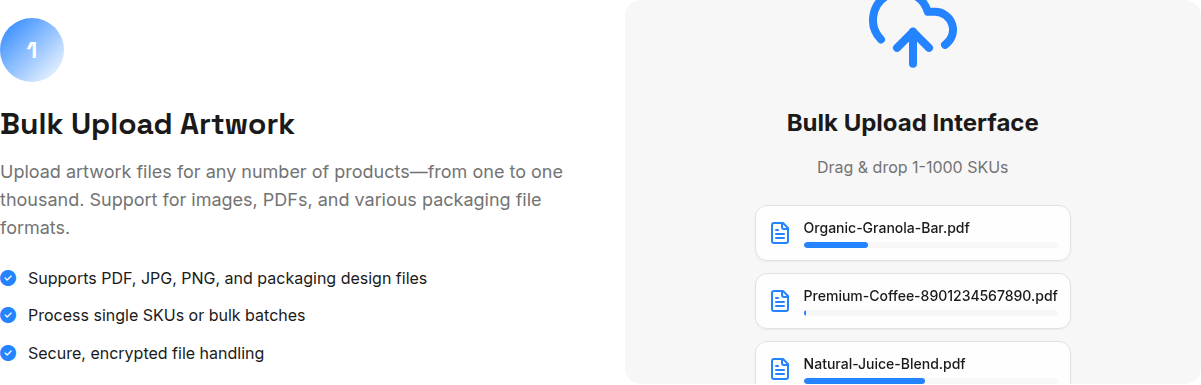 1
Bulk Upload Artwork
Upload artwork files for any number of products—from one to one
thousand. Support for images, PDFs, and various packaging file
formats.
Supports PDF, JPG, PNG, and packaging design files
Process single SKUs or bulk batches
Secure, encrypted file handling
Bulk Upload Interface
Drag & drop 1-1000 SKUs
Organic-Granola-Bar.pdf
Premium-Coffee-8901234567890.pdf
Natural-Juice-Blend.pdf